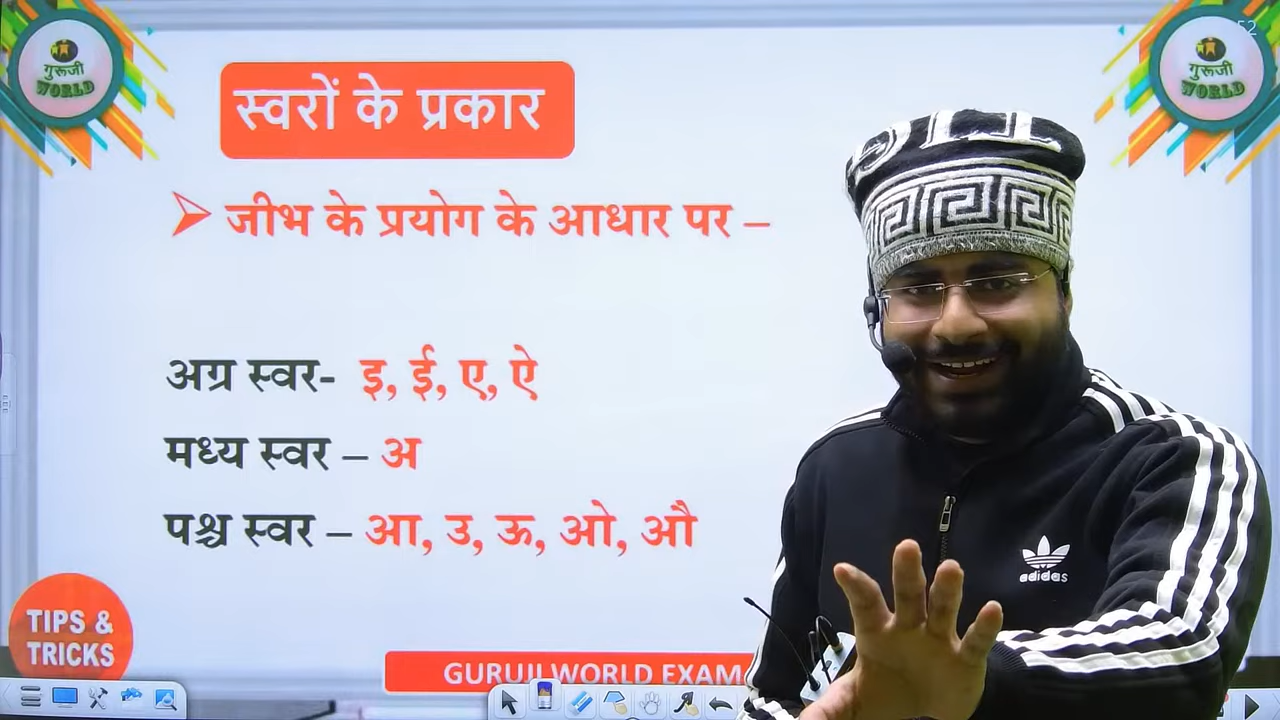 गुरूजी
WORLD
गुरूजी
WORLD
52
स्वरों के प्रकार
जीभ के प्रयोग के आधार पर –
अग्र स्वर- इ, ई, ए, ऐ
मध्य स्वर – अ
पश्च स्वर – आ, उ, ऊ, ओ, औ
adidas
TIPS &
TRICKS
GURUJI WORLD EXAM